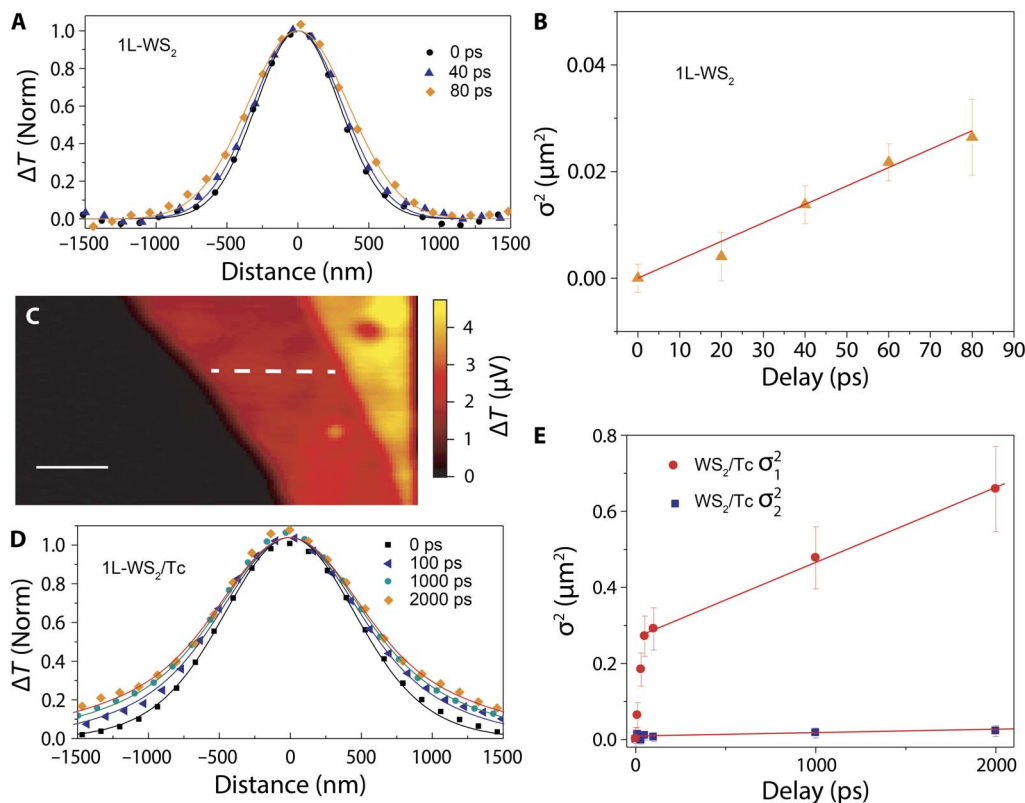 A
1L-WS₂
0 ps
40 ps
80 ps
ΔT (Norm)
1.0
0.8
0.6
0.4
0.2
0.0
−1500 −1000 −500 0 500 1000 1500
Distance (nm)
B
1L-WS₂
σ² (μm²)
0.04
0.02
0.00
0 10 20 30 40 50 60 70 80 90
Delay (ps)
C
4
3
2
1
0
ΔT (μV)
D
1L-WS₂/Tc
0 ps
100 ps
1000 ps
2000 ps
ΔT (Norm)
1.0
0.8
0.6
0.4
0.2
0.0
−1500 −1000 −500 0 500 1000 1500
Distance (nm)
E
WS₂/Tc σ₁²
WS₂/Tc σ₂²
σ² (μm²)
0.8
0.6
0.4
0.2
0.0
0 1000 2000
Delay (ps)